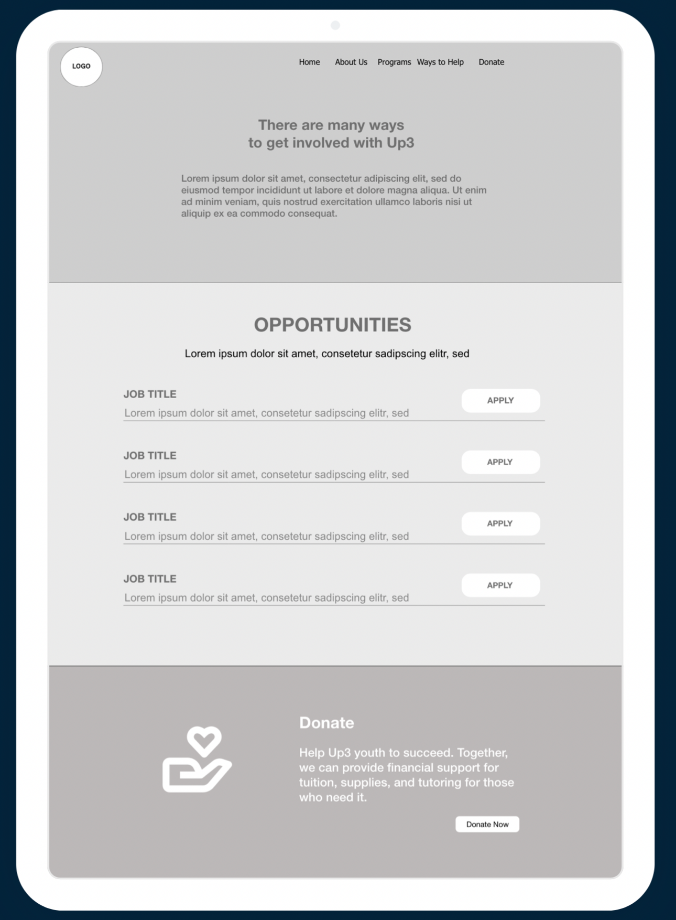 LOGO
Home About Us Programs Ways to Help Donate
There are many ways
to get involved with Up3
Lorem ipsum dolor sit amet, consectetur adipiscing elit, sed do
eiusmod tempor incididunt ut labore et dolore magna aliqua. Ut enim
ad minim veniam, quis nostrud exercitation ullamco laboris nisi ut
aliquip ex ea commodo consequat.
OPPORTUNITIES
Lorem ipsum dolor sit amet, consetetur sadipscing elitr, sed
JOB TITLE
Lorem ipsum dolor sit amet, consetetur sadipscing elitr, sed
APPLY
JOB TITLE
Lorem ipsum dolor sit amet, consetetur sadipscing elitr, sed
APPLY
JOB TITLE
Lorem ipsum dolor sit amet, consetetur sadipscing elitr, sed
APPLY
JOB TITLE
Lorem ipsum dolor sit amet, consetetur sadipscing elitr, sed
APPLY
Donate
Help Up3 youth to succeed. Together,
we can provide financial support for
tuition, supplies, and tutoring for those
who need it.
Donate Now